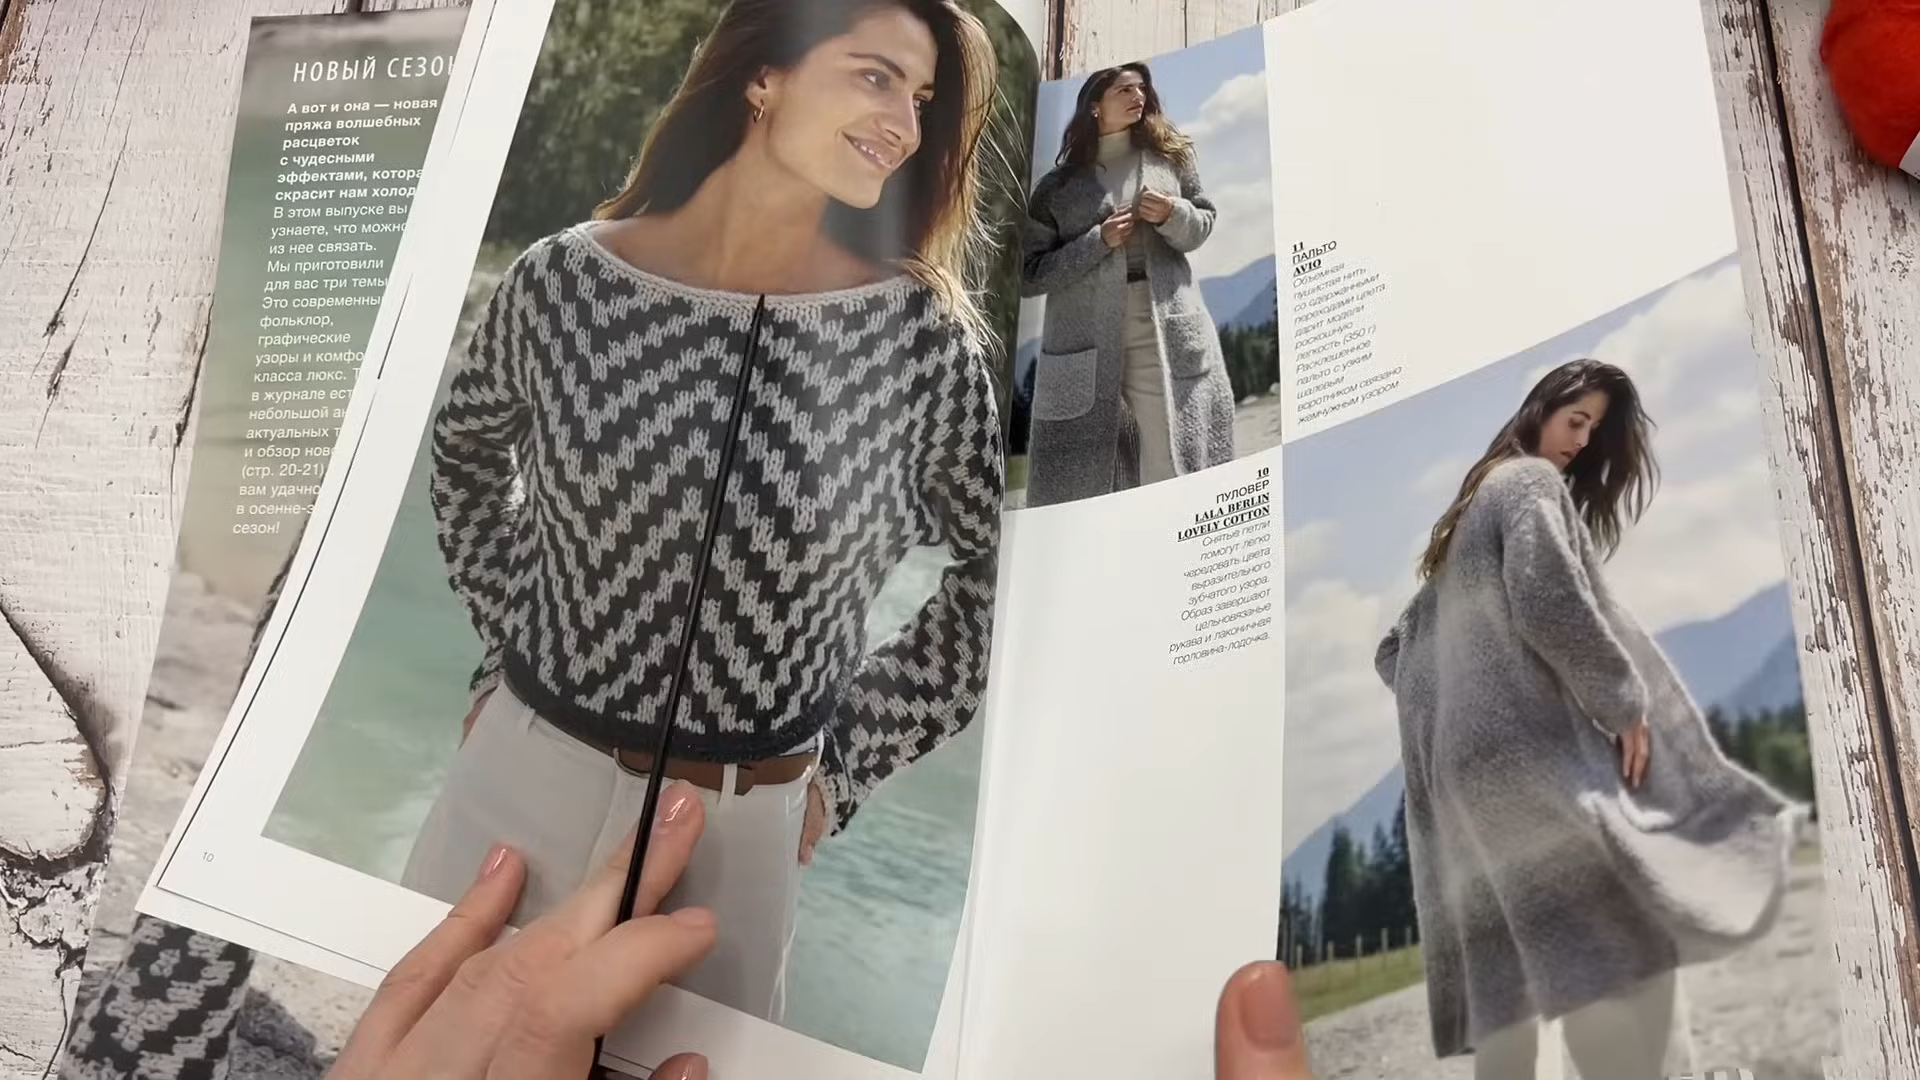 НОВЫЙ СЕЗОН
А вот и она — новая
пряжа волшебных
расцветок
с чудесными
эффектами, котора
скрасит нам холод
В этом выпуске вы
узнаете, что можно
из нее связать.
Мы приготовили
для вас три темы
Это современны
фольклор,
графические
узоры и комфо
класса люкс. Т
в журнале ест
небольшой ан
актуальных т
и обзор нов
(стр. 20-21)
вам удачно
в осенне-з
сезон!
10
11
ПАЛЬТО
AVIO
Объемная
пушистая нить
со сдержанными
переходами цвета
дарит модели
роскошную
легкость (350 г)
Расклешенное
пальто с узким
шалевым
воротником связано
жемчужным узором
10
ПУЛОВЕР
LALA BERLIN
LOVELY COTTON
Снятые петли
помогут легко
чередовать цвета
выразительного
зубчатого узора.
Образ завершают
цельновязаные
рукава и лаконичная
горловина-лодочка.